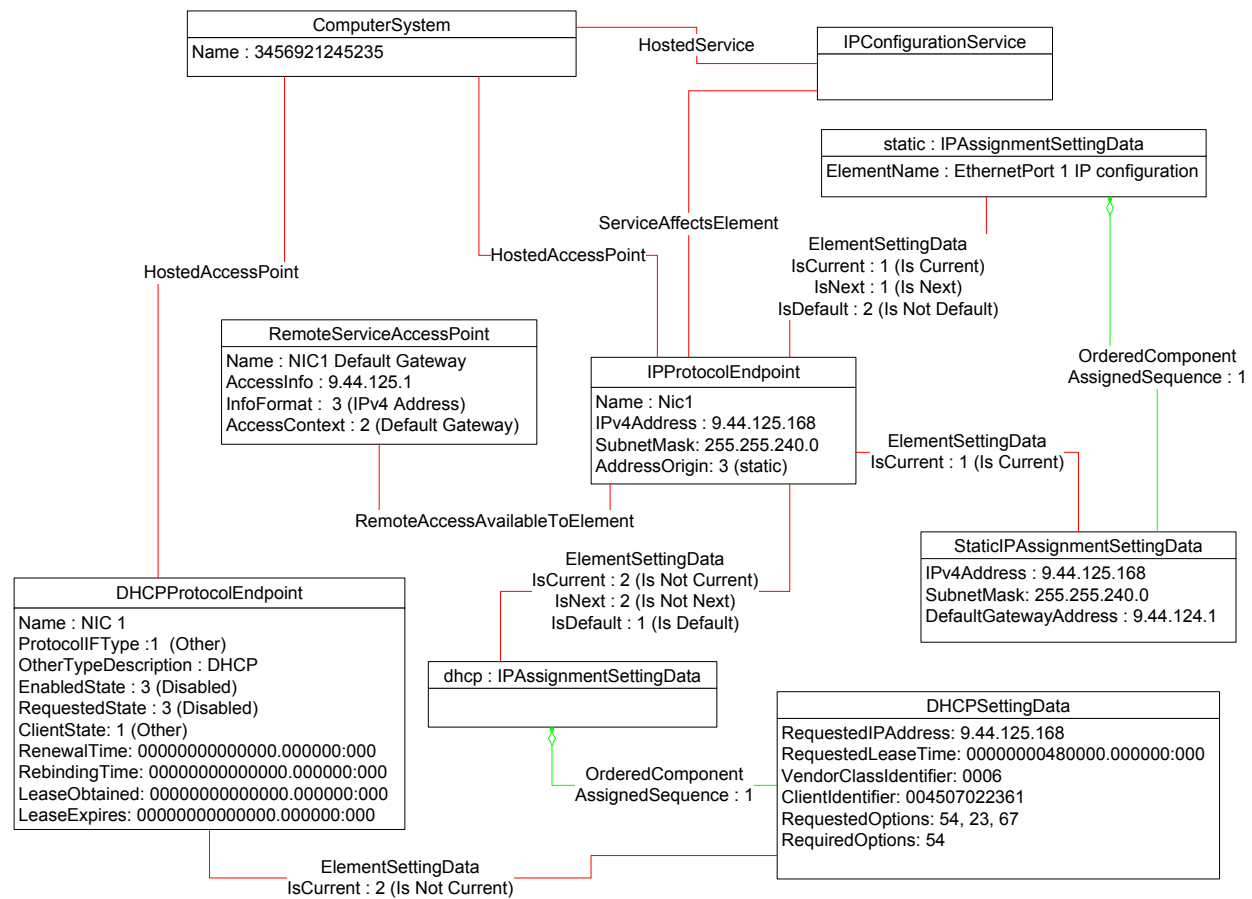 ComputerSystem
Name : 3456921245235
HostedService
IPConfigurationService
static : IPAssignmentSettingData
ElementName : EthernetPort 1 IP configuration
ServiceAffectsElement
HostedAccessPoint
HostedAccessPoint
ElementSettingData
IsCurrent : 1 (Is Current)
IsNext : 1 (Is Next)
IsDefault : 2 (Is Not Default)
RemoteServiceAccessPoint
Name : NIC1 Default Gateway
AccessInfo : 9.44.125.1
InfoFormat :  3 (IPv4 Address)
AccessContext : 2 (Default Gateway)
OrderedComponent
AssignedSequence : 1
IPProtocolEndpoint
Name : Nic1
IPv4Address : 9.44.125.168
SubnetMask: 255.255.240.0
AddressOrigin: 3 (static)
ElementSettingData
IsCurrent : 1 (Is Current)
RemoteAccessAvailableToElement
StaticIPAssignmentSettingData
IPv4Address : 9.44.125.168
SubnetMask: 255.255.240.0
DefaultGatewayAddress : 9.44.124.1
ElementSettingData
IsCurrent : 2 (Is Not Current)
IsNext : 2 (Is Not Next)
IsDefault : 1 (Is Default)
DHCPProtocolEndpoint
Name : NIC 1
ProtocolIFType :1  (Other)
OtherTypeDescription : DHCP
EnabledState : 3 (Disabled)
RequestedState : 3 (Disabled)
ClientState: 1 (Other)
RenewalTime: 00000000000000.000000:000
RebindingTime: 00000000000000.000000:000
LeaseObtained: 00000000000000.000000:000
LeaseExpires: 00000000000000.000000:000
dhcp : IPAssignmentSettingData
OrderedComponent
AssignedSequence : 1
DHCPSettingData
RequestedIPAddress: 9.44.125.168
RequestedLeaseTime: 00000000480000.000000:000
VendorClassIdentifier: 0006
ClientIdentifier: 004507022361
RequestedOptions: 54, 23, 67
RequiredOptions: 54
ElementSettingData
IsCurrent : 2 (Is Not Current)